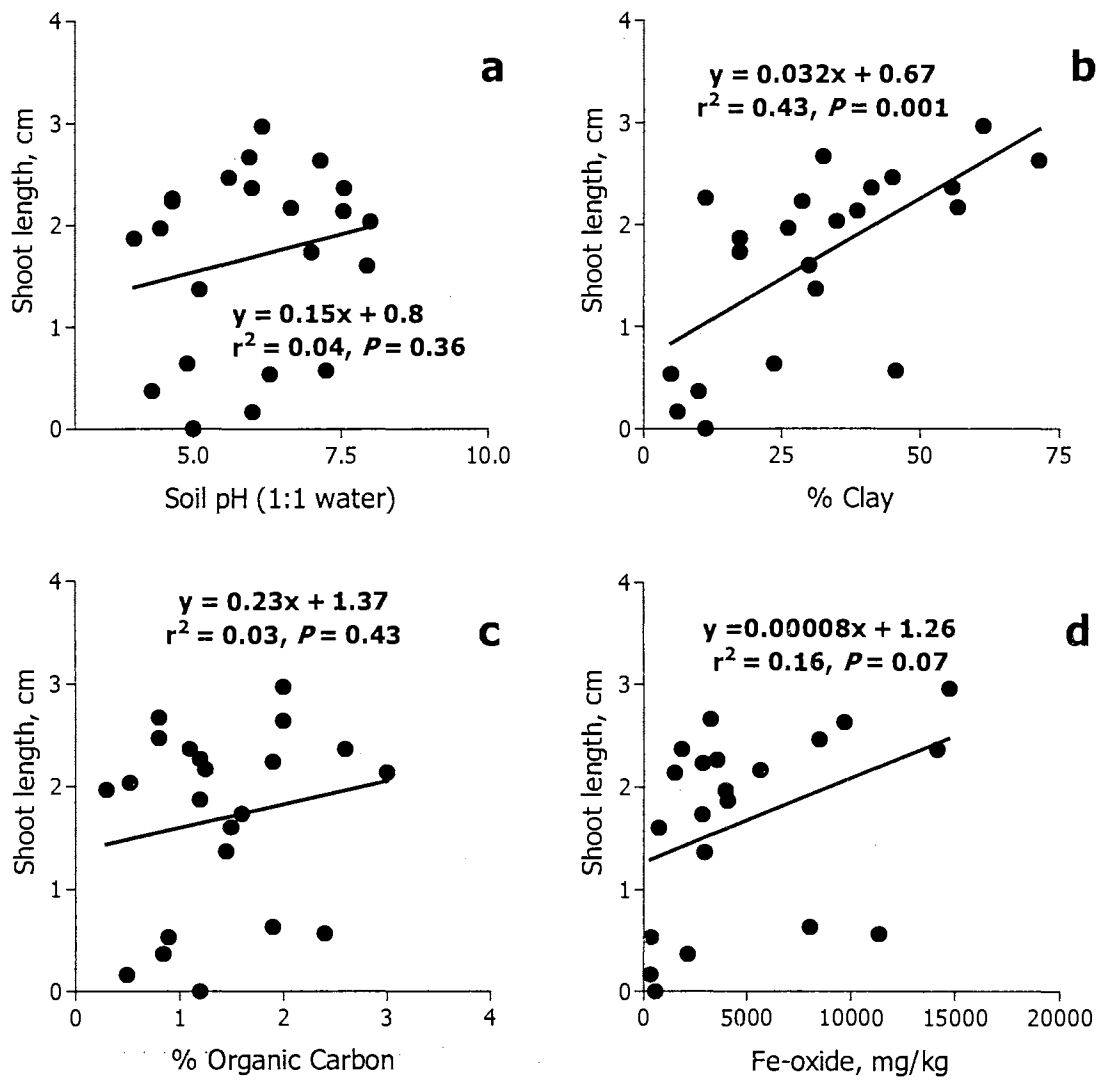 a
4
3
2
1
0
Shoot length, cm
y = 0.15x + 0.8
r² = 0.04, P = 0.36
5.0 7.5 10.0
Soil pH (1:1 water)
b
4
3
2
1
0
Shoot length, cm
y = 0.032x + 0.67
r² = 0.43, P = 0.001
0 25 50 75
% Clay
c
4
3
2
1
0
Shoot length, cm
y = 0.23x + 1.37
r² = 0.03, P = 0.43
0 1 2 3 4
% Organic Carbon
d
4
3
2
1
0
Shoot length, cm
y =0.00008x + 1.26
r² = 0.16, P = 0.07
0 5000 10000 15000 20000
Fe-oxide, mg/kg